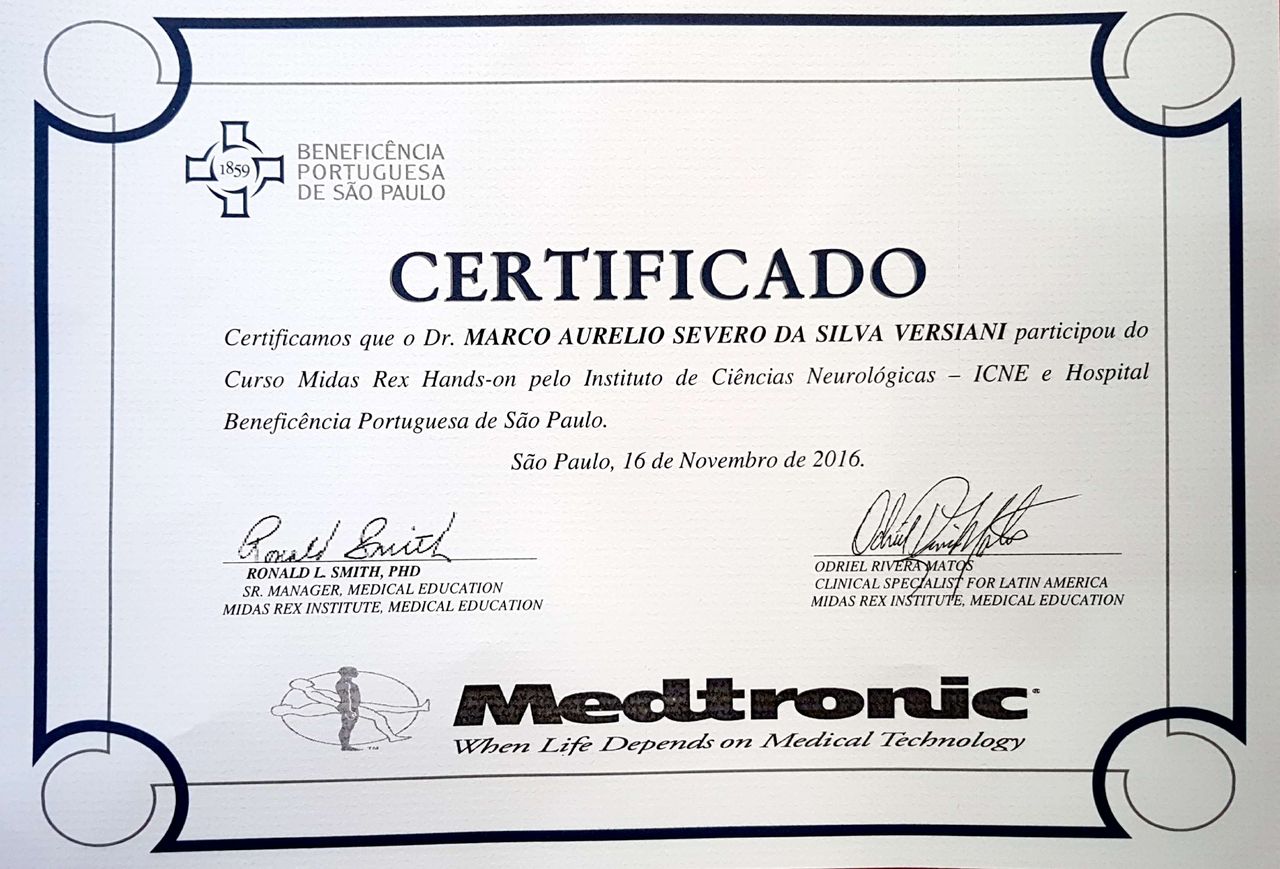 1859
BENEFICÊNCIA
PORTUGUESA
DE SÃO PAULO
CERTIFICADO
Certificamos que o Dr. MARCO AURELIO SEVERO DA SILVA VERSIANI participou do
Curso Midas Rex Hands-on pelo Instituto de Ciências Neurológicas – ICNE e Hospital
Beneficência Portuguesa de São Paulo.
São Paulo, 16 de Novembro de 2016.
Ronald Smith
RONALD L. SMITH, PHD
SR. MANAGER, MEDICAL EDUCATION
MIDAS REX INSTITUTE, MEDICAL EDUCATION
ODRIEL RIVERA MATOS
CLINICAL SPECIALIST FOR LATIN AMERICA
MIDAS REX INSTITUTE, MEDICAL EDUCATION
Medtronic®
When Life Depends on Medical Technology
TM